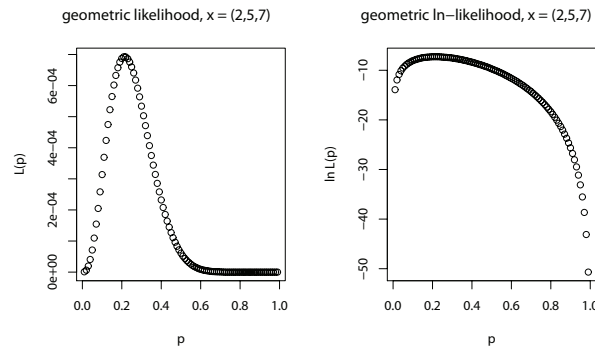 geometric likelihood, x = (2,5,7)
L(p)
6e−04
4e−04
2e−04
0e+00
0.0 0.2 0.4 0.6 0.8 1.0
p
geometric ln−likelihood, x = (2,5,7)
ln L(p)
−10
−20
−30
−40
−50
0.0 0.2 0.4 0.6 0.8 1.0
p